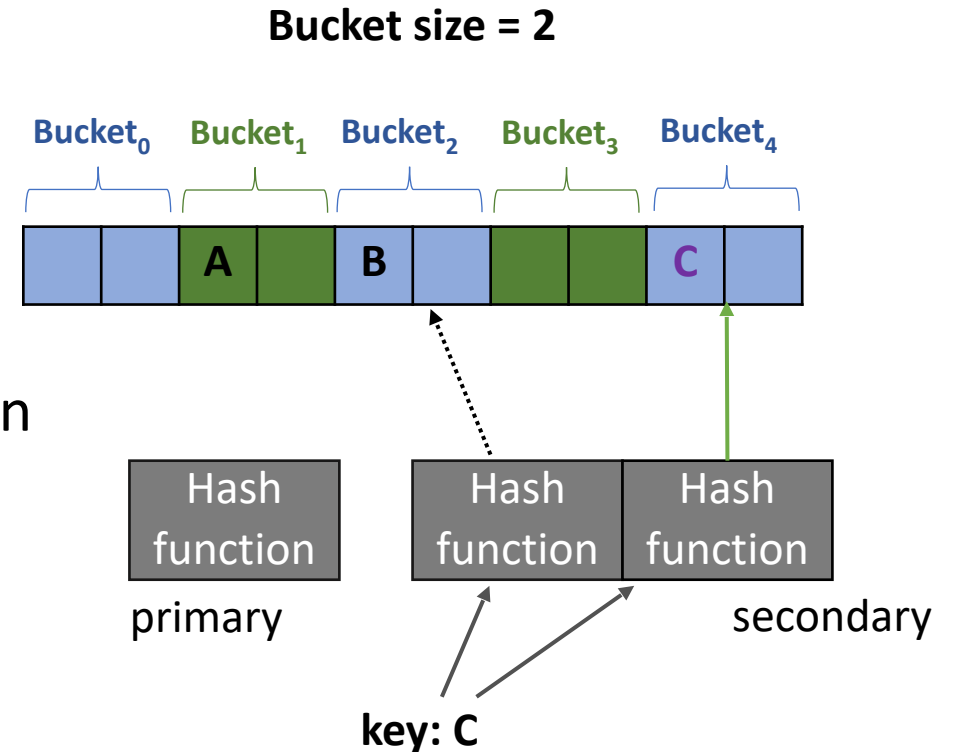 Bucket size = 2
Bucket₀ Bucket₁ Bucket₂ Bucket₃ Bucket₄
A B C
n
Hash function Hash function Hash function
primary secondary
key: C